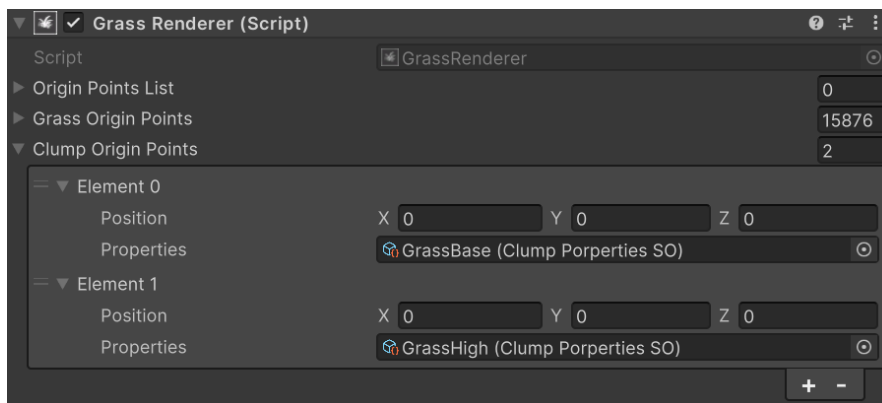 Grass Renderer (Script)
Script GrassRenderer
Origin Points List 0
Grass Origin Points 15876
Clump Origin Points 2
Element 0
Position X 0 Y 0 Z 0
Properties GrassBase (Clump Porperties SO)
Element 1
Position X 0 Y 0 Z 0
Properties GrassHigh (Clump Porperties SO)
+ -